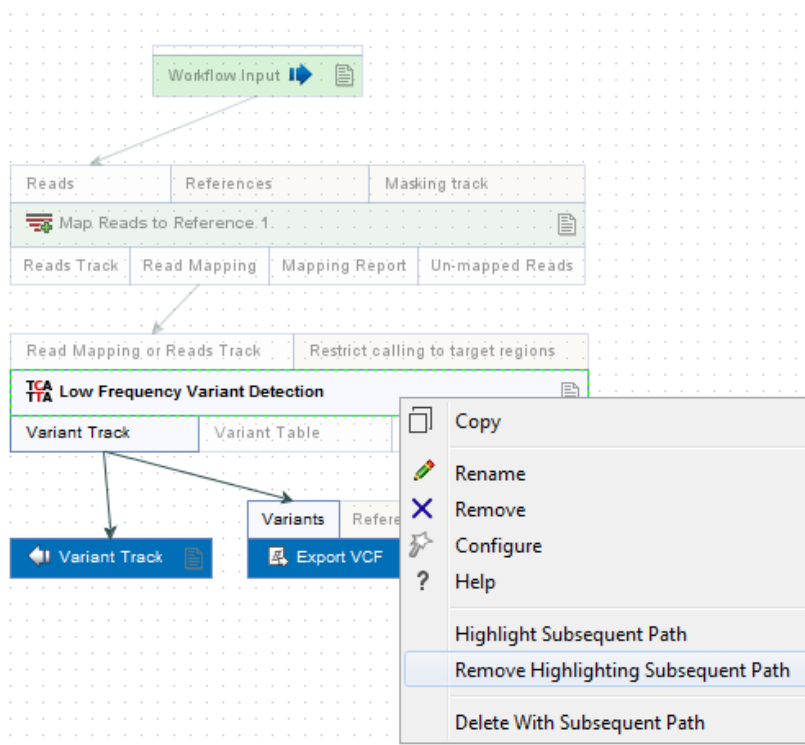 Workflow Input
Reads References Masking track
Map Reads to Reference 1
Reads Track Read Mapping Mapping Report Un-mapped Reads
Read Mapping or Reads Track Restrict calling to target regions
TCA
TTA Low Frequency Variant Detection
Variant Track Variant Table
Variants Refere
Variant Track Export VCF
Copy
Rename
Remove
Configure
? Help
Highlight Subsequent Path
Remove Highlighting Subsequent Path
Delete With Subsequent Path